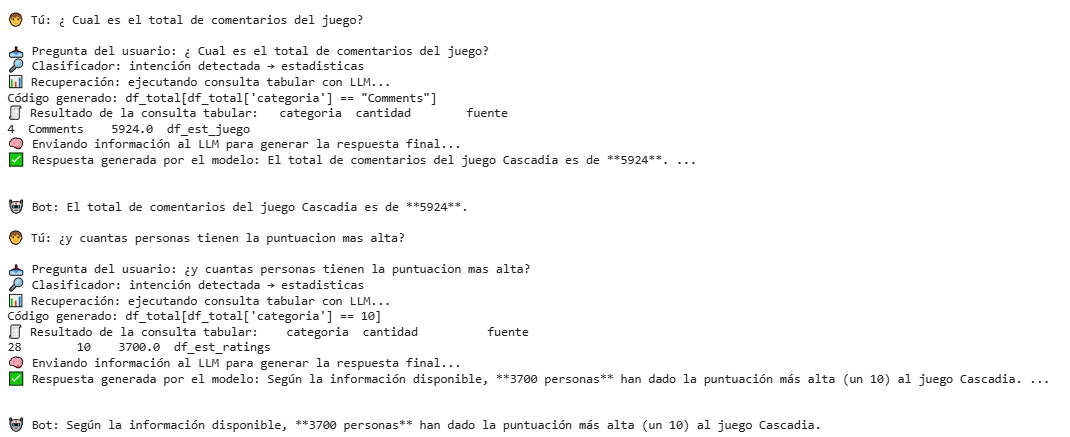 🧑 Tú: ¿ Cual es el total de comentarios del juego?
📥 Pregunta del usuario: ¿ Cual es el total de comentarios del juego?
🔎 Clasificador: intención detectada → estadisticas
📊 Recuperación: ejecutando consulta tabular con LLM...
Código generado: df_total[df_total['categoria'] == "Comments"]
🧾 Resultado de la consulta tabular:   categoria  cantidad        fuente
4  Comments    5924.0  df_est_juego
🧠 Enviando información al LLM para generar la respuesta final...
✅ Respuesta generada por el modelo: El total de comentarios del juego Cascadia es de **5924**. ...
🤖 Bot: El total de comentarios del juego Cascadia es de **5924**.
🧑 Tú: ¿y cuantas personas tienen la puntuacion mas alta?
📥 Pregunta del usuario: ¿y cuantas personas tienen la puntuacion mas alta?
🔎 Clasificador: intención detectada → estadisticas
📊 Recuperación: ejecutando consulta tabular con LLM...
Código generado: df_total[df_total['categoria'] == 10]
🧾 Resultado de la consulta tabular:    categoria  cantidad          fuente
28        10    3700.0  df_est_ratings
🧠 Enviando información al LLM para generar la respuesta final...
✅ Respuesta generada por el modelo: Según la información disponible, **3700 personas** han dado la puntuación más alta (un 10) al juego Cascadia. ...
🤖 Bot: Según la información disponible, **3700 personas** han dado la puntuación más alta (un 10) al juego Cascadia.